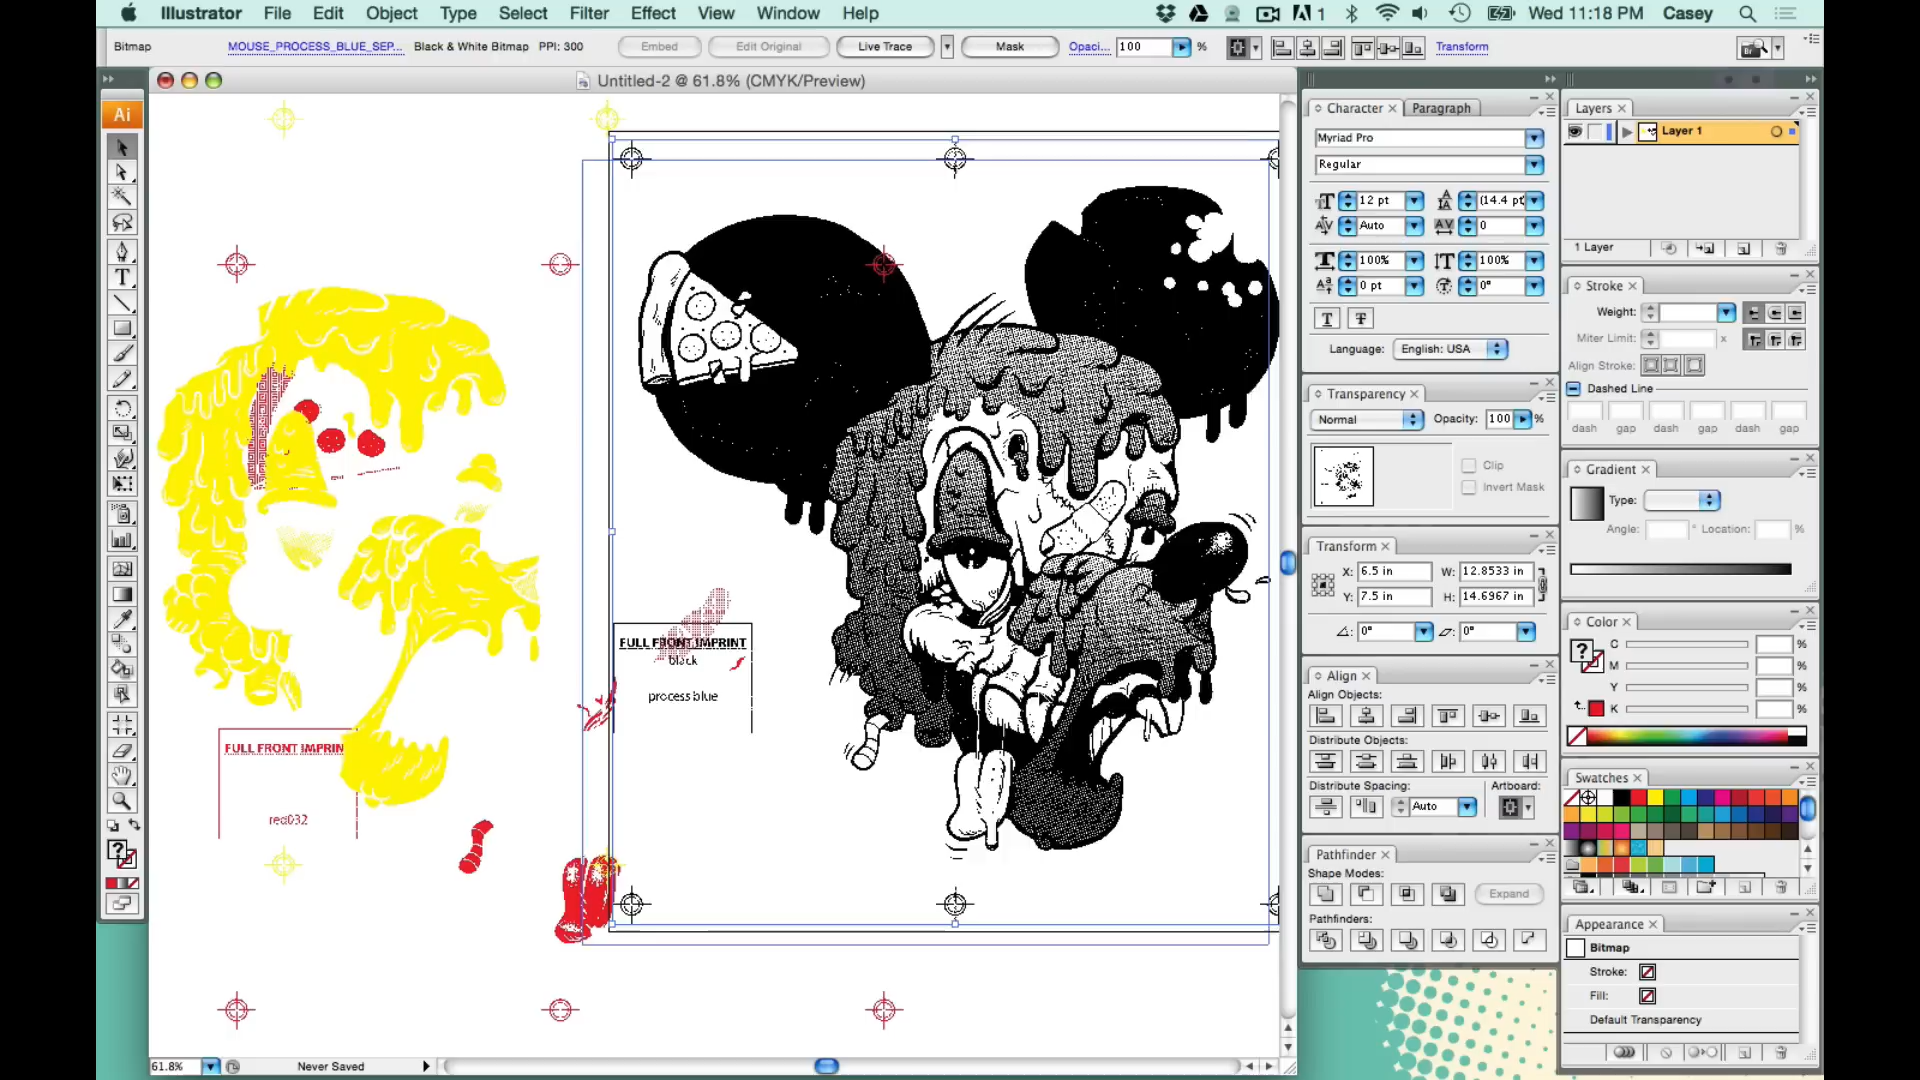 Illustrator File Edit Object Type Select Filter Effect View Window Help 1 Wed 11:18 PM Casey
Bitmap MOUSE_PROCESS_BLUE_SEP... Black & White Bitmap PPI: 300 Embed Edit Original Live Trace Mask Opaci... 100 % Transform
Untitled-2 @ 61.8% (CMYK/Preview)
Ai
FULL FRONT IMPRINT
black
process blue
FULL FRONT IMPRIN
red032
61.8% Never Saved
Character Paragraph
Myriad Pro
Regular
12 pt (14.4 pt
Auto 0
100% 100%
0 pt 0°
Language: English: USA
Transparency
Normal Opacity: 100 %
Clip
Invert Mask
Transform
X: 6.5 in W: 12.8533 in
Y: 7.5 in H: 14.6967 in
0° 0°
Align
Align Objects:
Distribute Objects:
Distribute Spacing: Artboard:
Auto
Pathfinder
Shape Modes:
Expand
Pathfinders:
Layers
Layer 1
1 Layer
Stroke
Weight:
Miter Limit: x
Align Stroke:
Dashed Line
dash gap dash gap dash gap
Gradient
Type:
Angle: ° Location: %
Color
C %
M %
Y %
K %
Swatches
Appearance
Bitmap
Stroke:
Fill:
Default Transparency